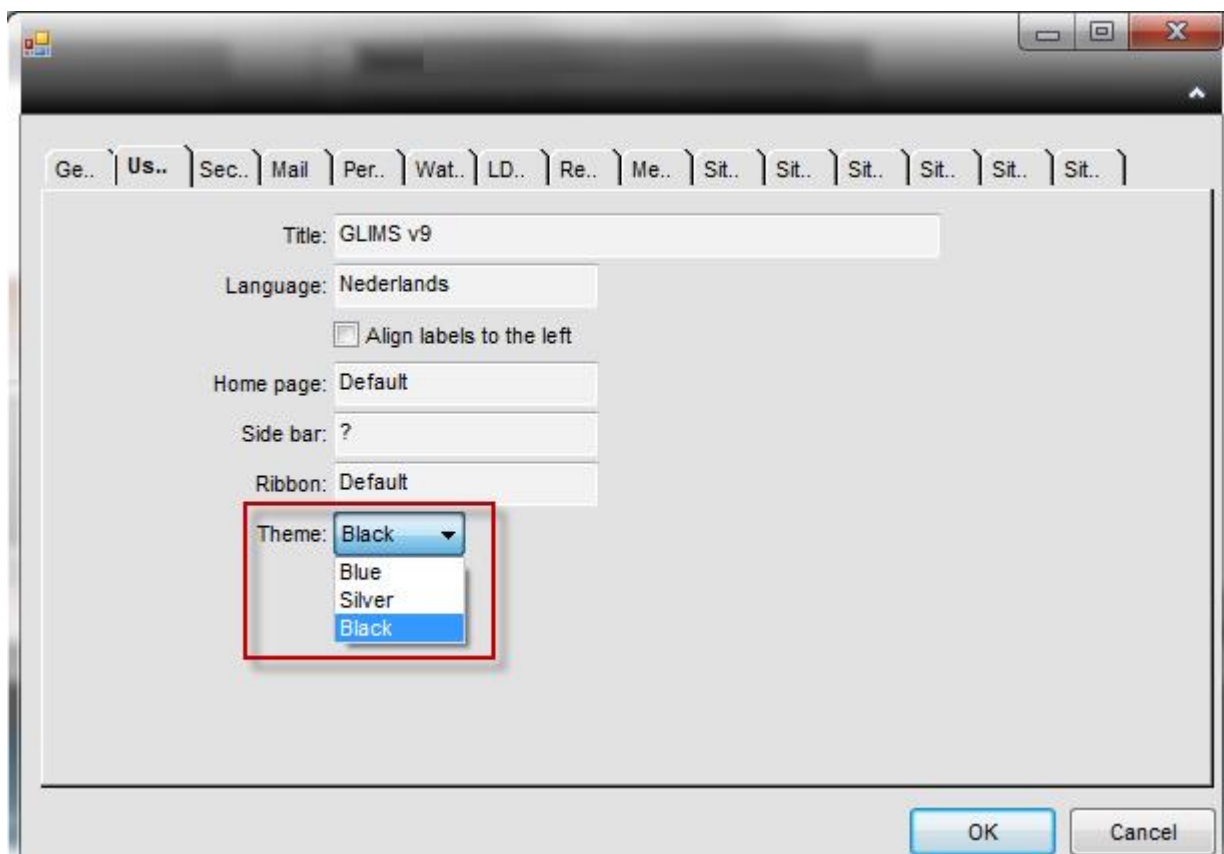 Ge.. Us.. Sec.. Mail Per.. Wat.. LD.. Re.. Me.. Sit.. Sit.. Sit.. Sit.. Sit.. Sit..
Title: GLIMS v9
Language: Nederlands
Align labels to the left
Home page: Default
Side bar: ?
Ribbon: Default
Theme: Black
Blue
Silver
Black
OK Cancel